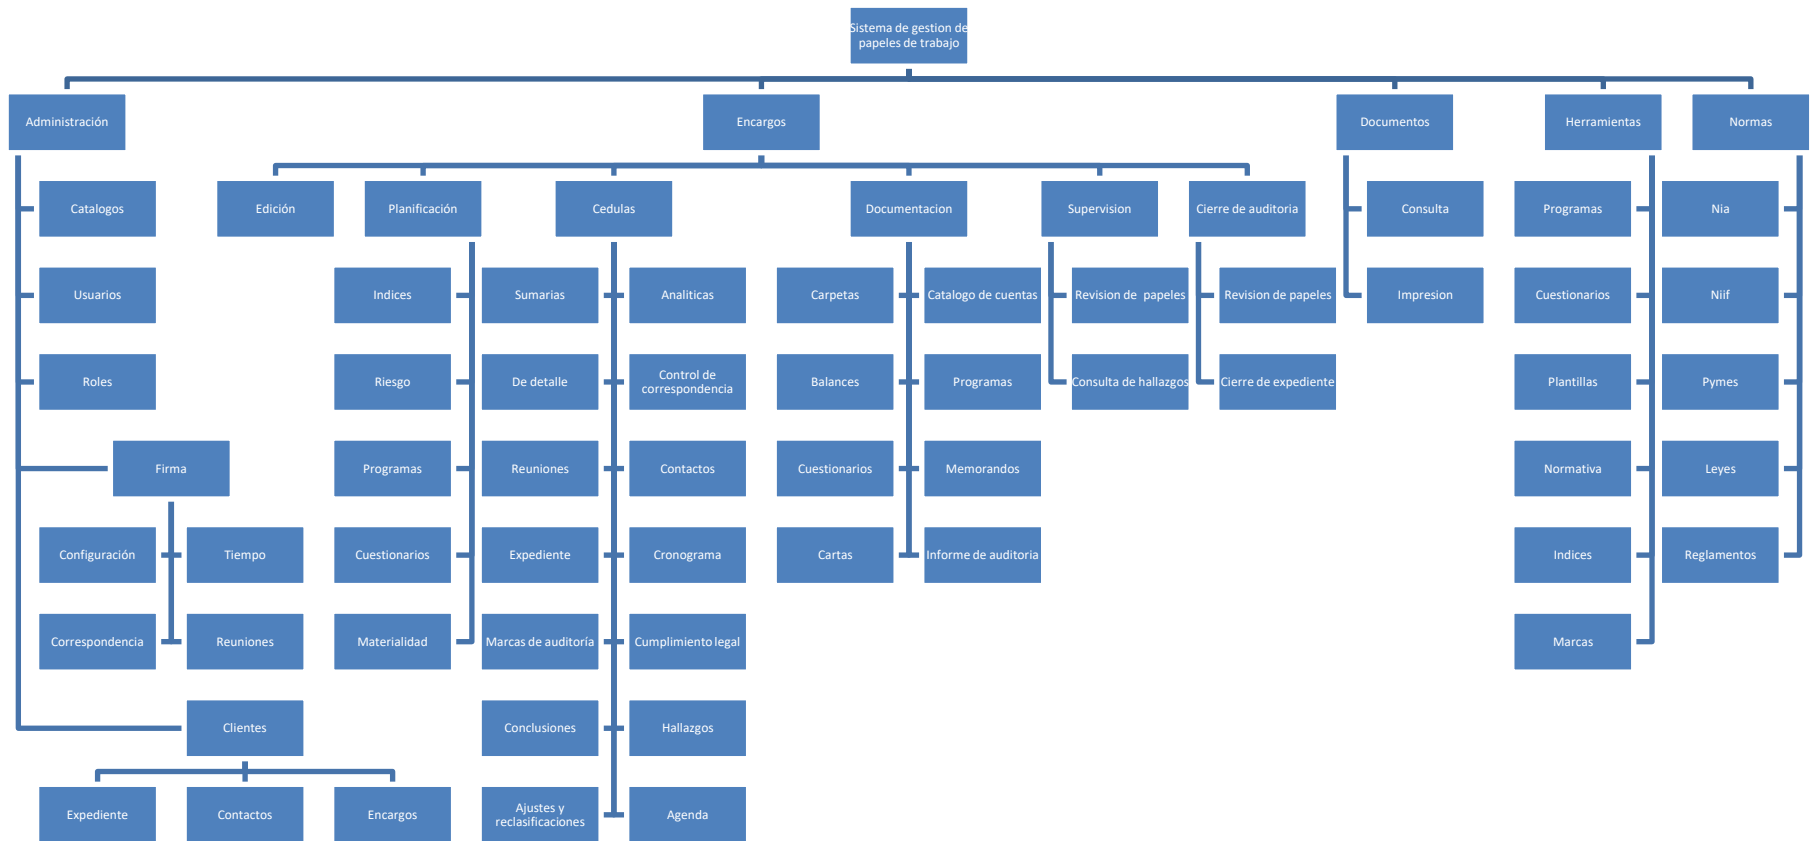 Sistema de gestion de
papeles de trabajo
Administración
Encargos
Documentos
Herramientas
Normas
Catalogos
Edición
Planificación
Cedulas
Documentacion
Supervision
Cierre de auditoria
Consulta
Programas
Nia
Usuarios
Indices
Sumarias
Analiticas
Carpetas
Catalogo de cuentas
Revision de papeles
Revision de papeles
Impresion
Cuestionarios
Niif
Roles
Riesgo
De detalle
Control de
correspondencia
Balances
Programas
Consulta de hallazgos
Cierre de expediente
Plantillas
Pymes
Firma
Programas
Reuniones
Contactos
Cuestionarios
Memorandos
Normativa
Leyes
Configuración
Tiempo
Cuestionarios
Expediente
Cronograma
Cartas
Informe de auditoria
Indices
Reglamentos
Correspondencia
Reuniones
Materialidad
Marcas de auditoría
Cumplimiento legal
Marcas
Clientes
Conclusiones
Hallazgos
Expediente
Contactos
Encargos
Ajustes y
reclasificaciones
Agenda